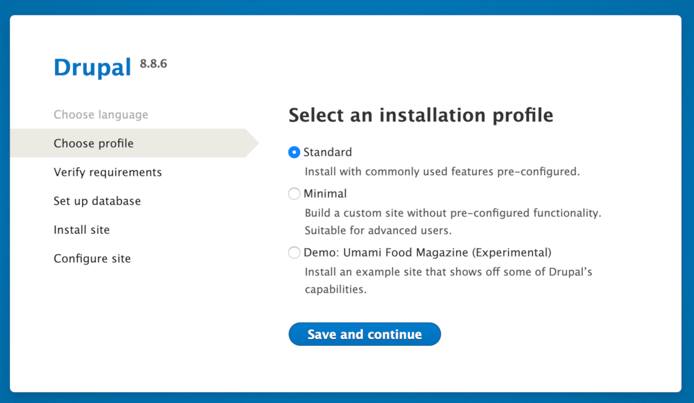 Drupal 8.8.6
Choose language
Choose profile
Verify requirements
Set up database
Install site
Configure site
Select an installation profile
Standard
Install with commonly used features pre-configured.
Minimal
Build a custom site without pre-configured functionality.
Suitable for advanced users.
Demo: Umami Food Magazine (Experimental)
Install an example site that shows off some of Drupal's
capabilities.
Save and continue